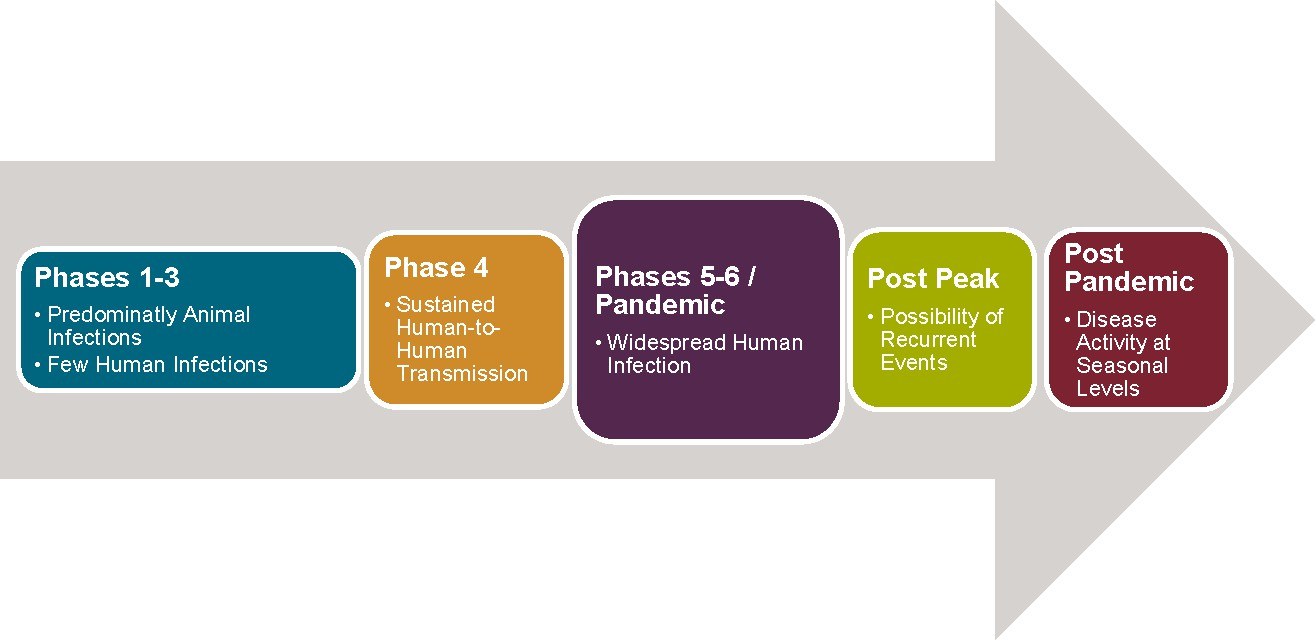 Phases 1-3
• Predominatly Animal
Infections
• Few Human Infections
Phase 4
• Sustained
Human-to-
Human
Transmission
Phases 5-6 /
Pandemic
• Widespread Human
Infection
Post Peak
• Possibility of
Recurrent
Events
Post
Pandemic
• Disease
Activity at
Seasonal
Levels